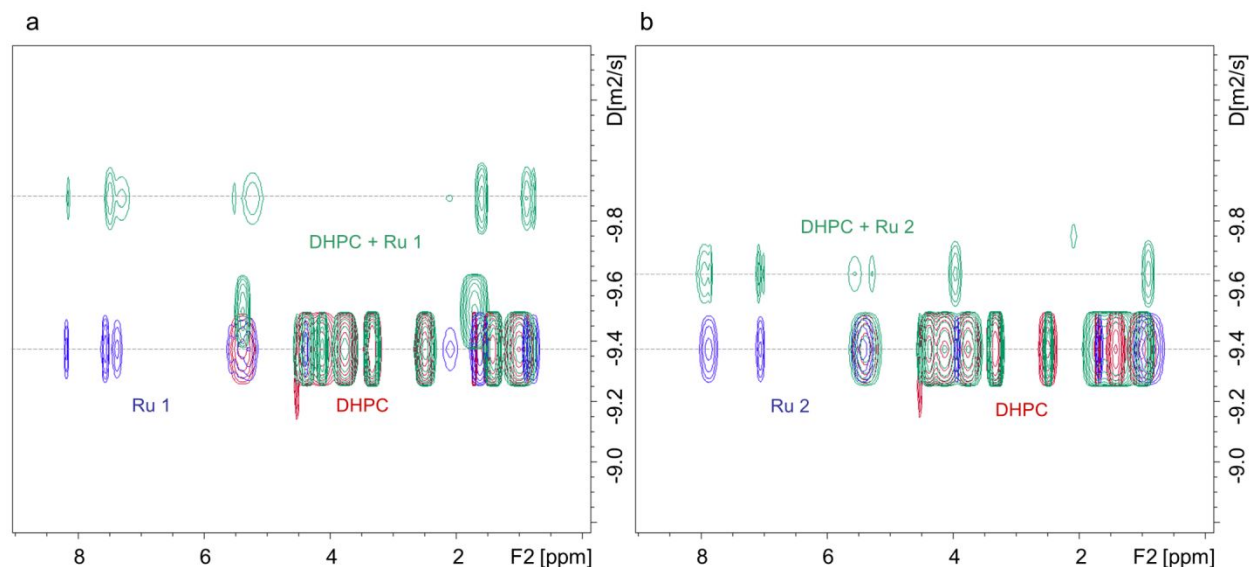 a
b
D[m2/s]
-9.8
-9.6
-9.4
-9.2
-9.0
DHPC + Ru 1
Ru 1
DHPC
8
6
4
2
F2 [ppm]
D[m2/s]
-9.8
-9.6
-9.4
-9.2
-9.0
DHPC + Ru 2
Ru 2
DHPC
8
6
4
2
F2 [ppm]